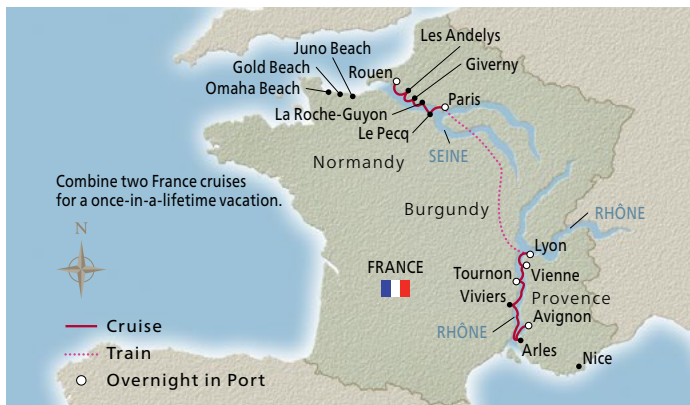 Juno Beach
Gold Beach
Omaha Beach
Rouen
Les Andelys
Giverny
Paris
La Roche-Guyon
Le Pecq
SEINE
Normandy
Combine two France cruises
for a once-in-a-lifetime vacation.
N
Burgundy
RHÔNE
Lyon
FRANCE
Tournon
Vienne
Viviers
Provence
Avignon
RHÔNE
Arles
Nice
Cruise
Train
Overnight in Port